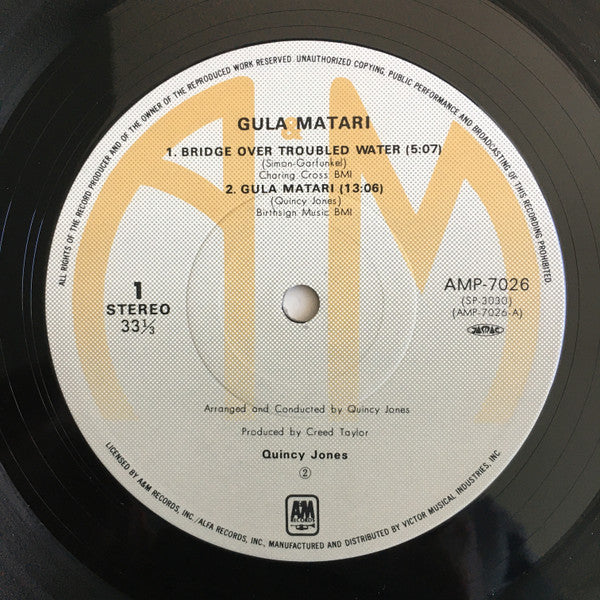 ALL RIGHTS OF THE RECORD PRODUCER AND OF THE OWNER OF THE REPRODUCED WORK RESERVED. UNAUTHORIZED COPYING, PUBLIC PERFORMANCE AND BROADCASTING OF THIS RECORDING PROHIBITED.
A&M
GULA MATARI
1. BRIDGE OVER TROUBLED WATER (5:07)
(Simon-Garfunkel)
Charing Cross BMI
2. GULA MATARI (13:06)
(Quincy Jones)
Birthsign Music BMI
1
STEREO
33⅓
AMP-7026
(SP-3030)
(AMP-7026-A)
JASRAC
Arranged and Conducted by Quincy Jones
Produced by Creed Taylor
Quincy Jones
②
A&M
RECORDS
LICENSED BY A&M RECORDS, INC./ALFA RECORDS, INC., MANUFACTURED AND DISTRIBUTED BY VICTOR MUSICAL INDUSTRIES, INC